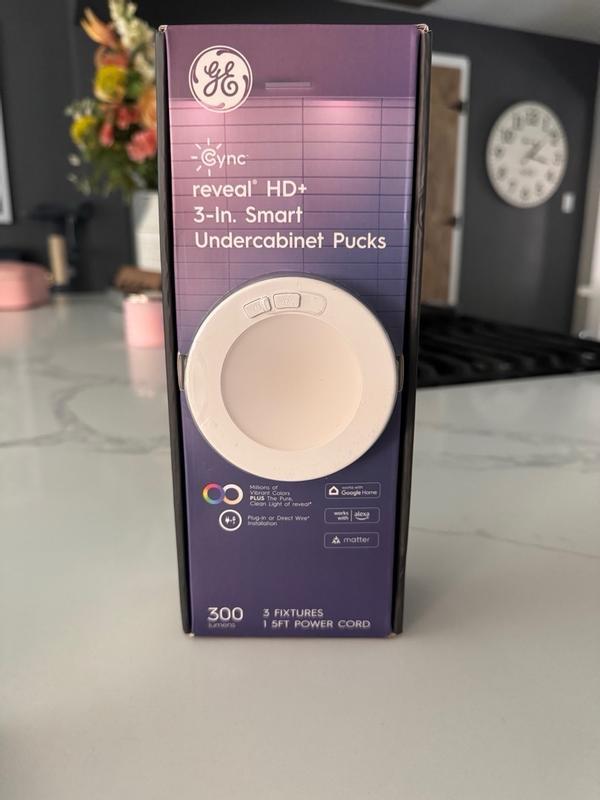 GE
Cync
reveal® HD+
3-In. Smart
Undercabinet Pucks
Millions of
Vibrant Colors
PLUS The Pure,
Clean Light of reveal®
Plug-In or Direct Wire*
Installation
works with
Google Home
works with | alexa
matter
300
lumens
3 FIXTURES
1 5FT POWER CORD